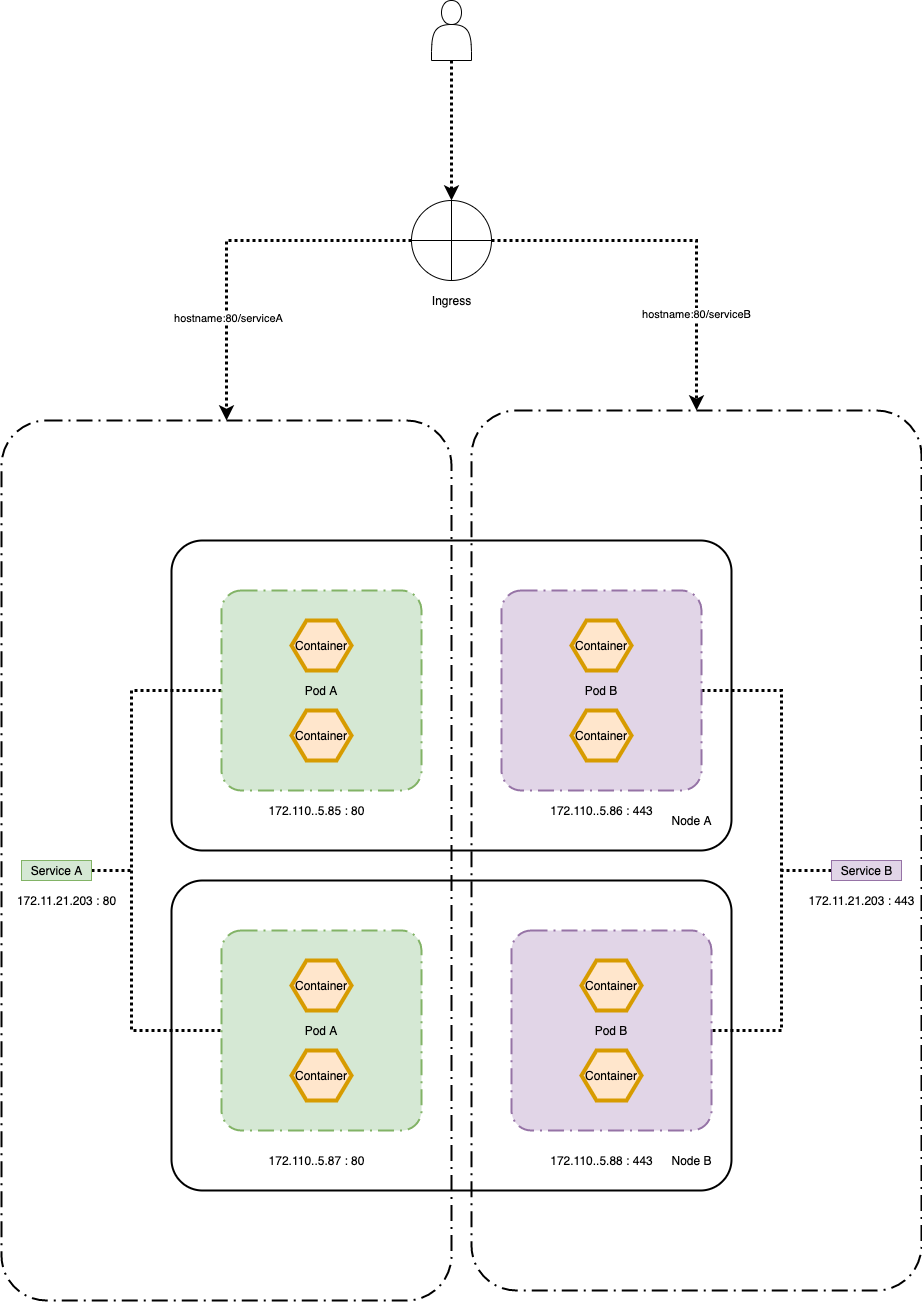 Ingress
hostname:80/serviceA
hostname:80/serviceB
Container
Pod A
Container
172.110..5.85 : 80
Container
Pod B
Container
172.110..5.86 : 443
Node A
Service A
172.11.21.203 : 80
Service B
172.11.21.203 : 443
Container
Pod A
Container
172.110..5.87 : 80
Container
Pod B
Container
172.110..5.88 : 443
Node B